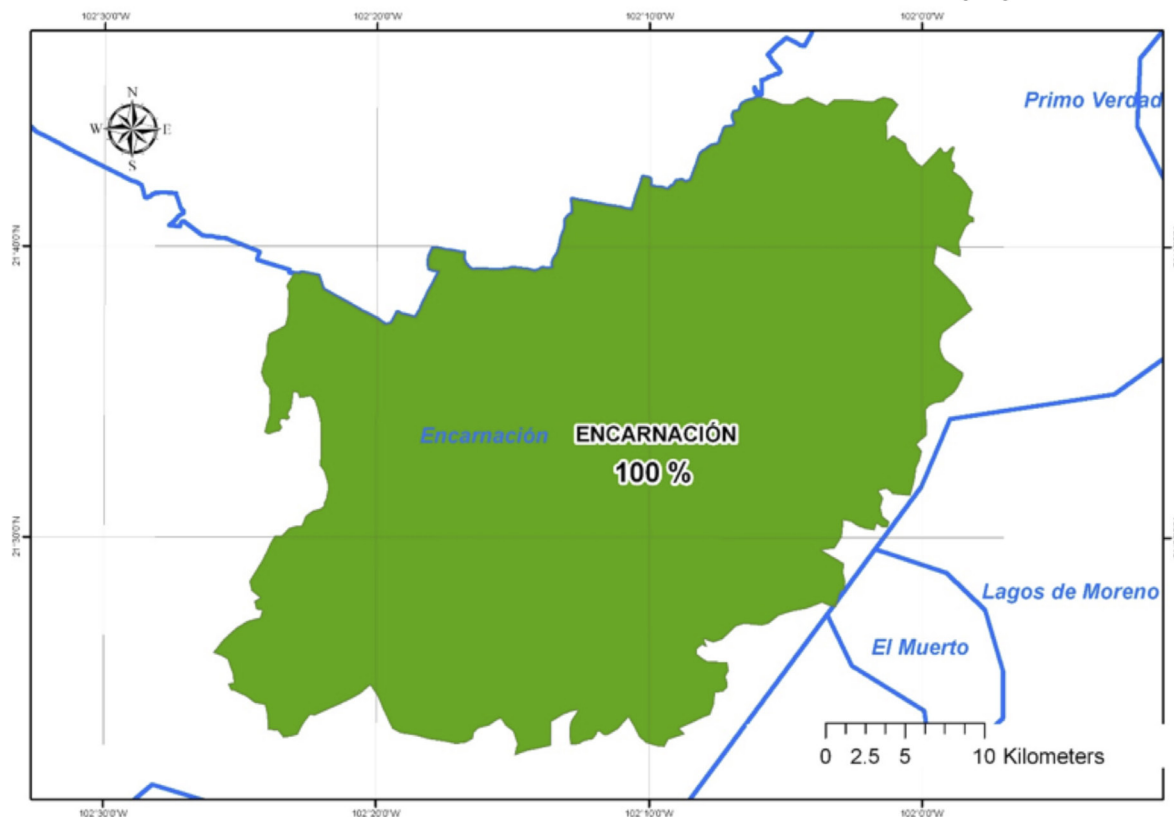 102°30'0"W 102°20'0"W 102°10'0"W 102°0'0"W
N
W E
S
Primo Verdad
21°40'0"N
Encarnación ENCARNACIÓN
100 %
21°30'0"N
Lagos de Moreno
El Muerto
0 2.5 5 10 Kilometers
102°30'0"W 102°20'0"W 102°10'0"W 102°0'0"W